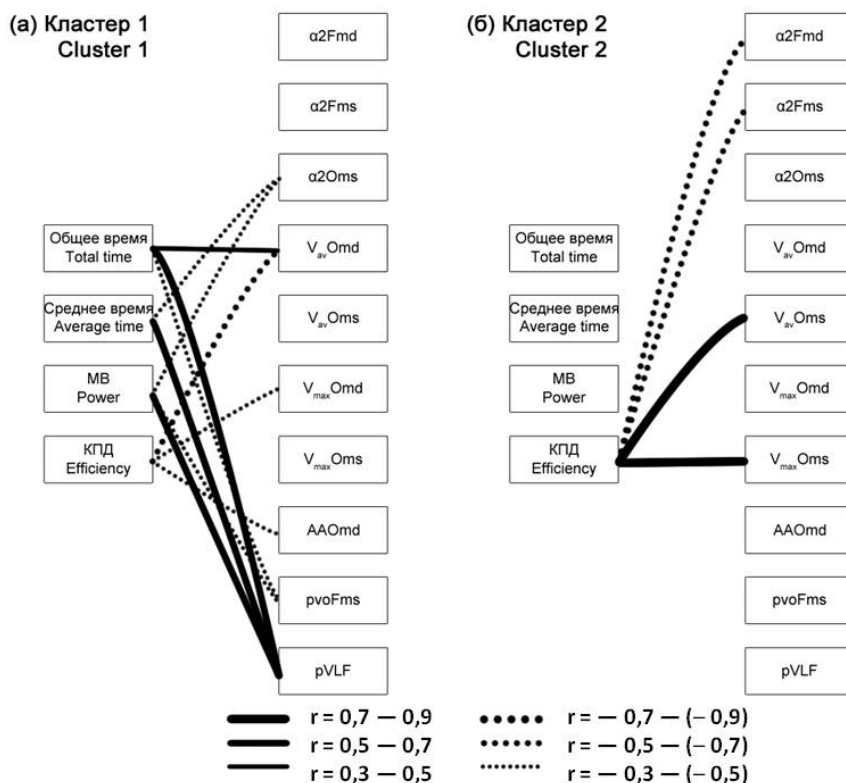 (а) Кластер 1
Cluster 1
α2Fmd
α2Fms
α2Oms
VavOmd
VavOms
VmaxOmd
VmaxOms
AAOmd
pvoFms
pVLF
Общее время
Total time
Среднее время
Average time
МВ
Power
КПД
Efficiency
(б) Кластер 2
Cluster 2
α2Fmd
α2Fms
α2Oms
VavOmd
VavOms
VmaxOmd
VmaxOms
AAOmd
pvoFms
pVLF
Общее время
Total time
Среднее время
Average time
МВ
Power
КПД
Efficiency
r = 0,7 — 0,9
r = 0,5 — 0,7
r = 0,3 — 0,5
r = — 0,7 — (– 0,9)
r = — 0,5 — (– 0,7)
r = — 0,3 — (– 0,5)